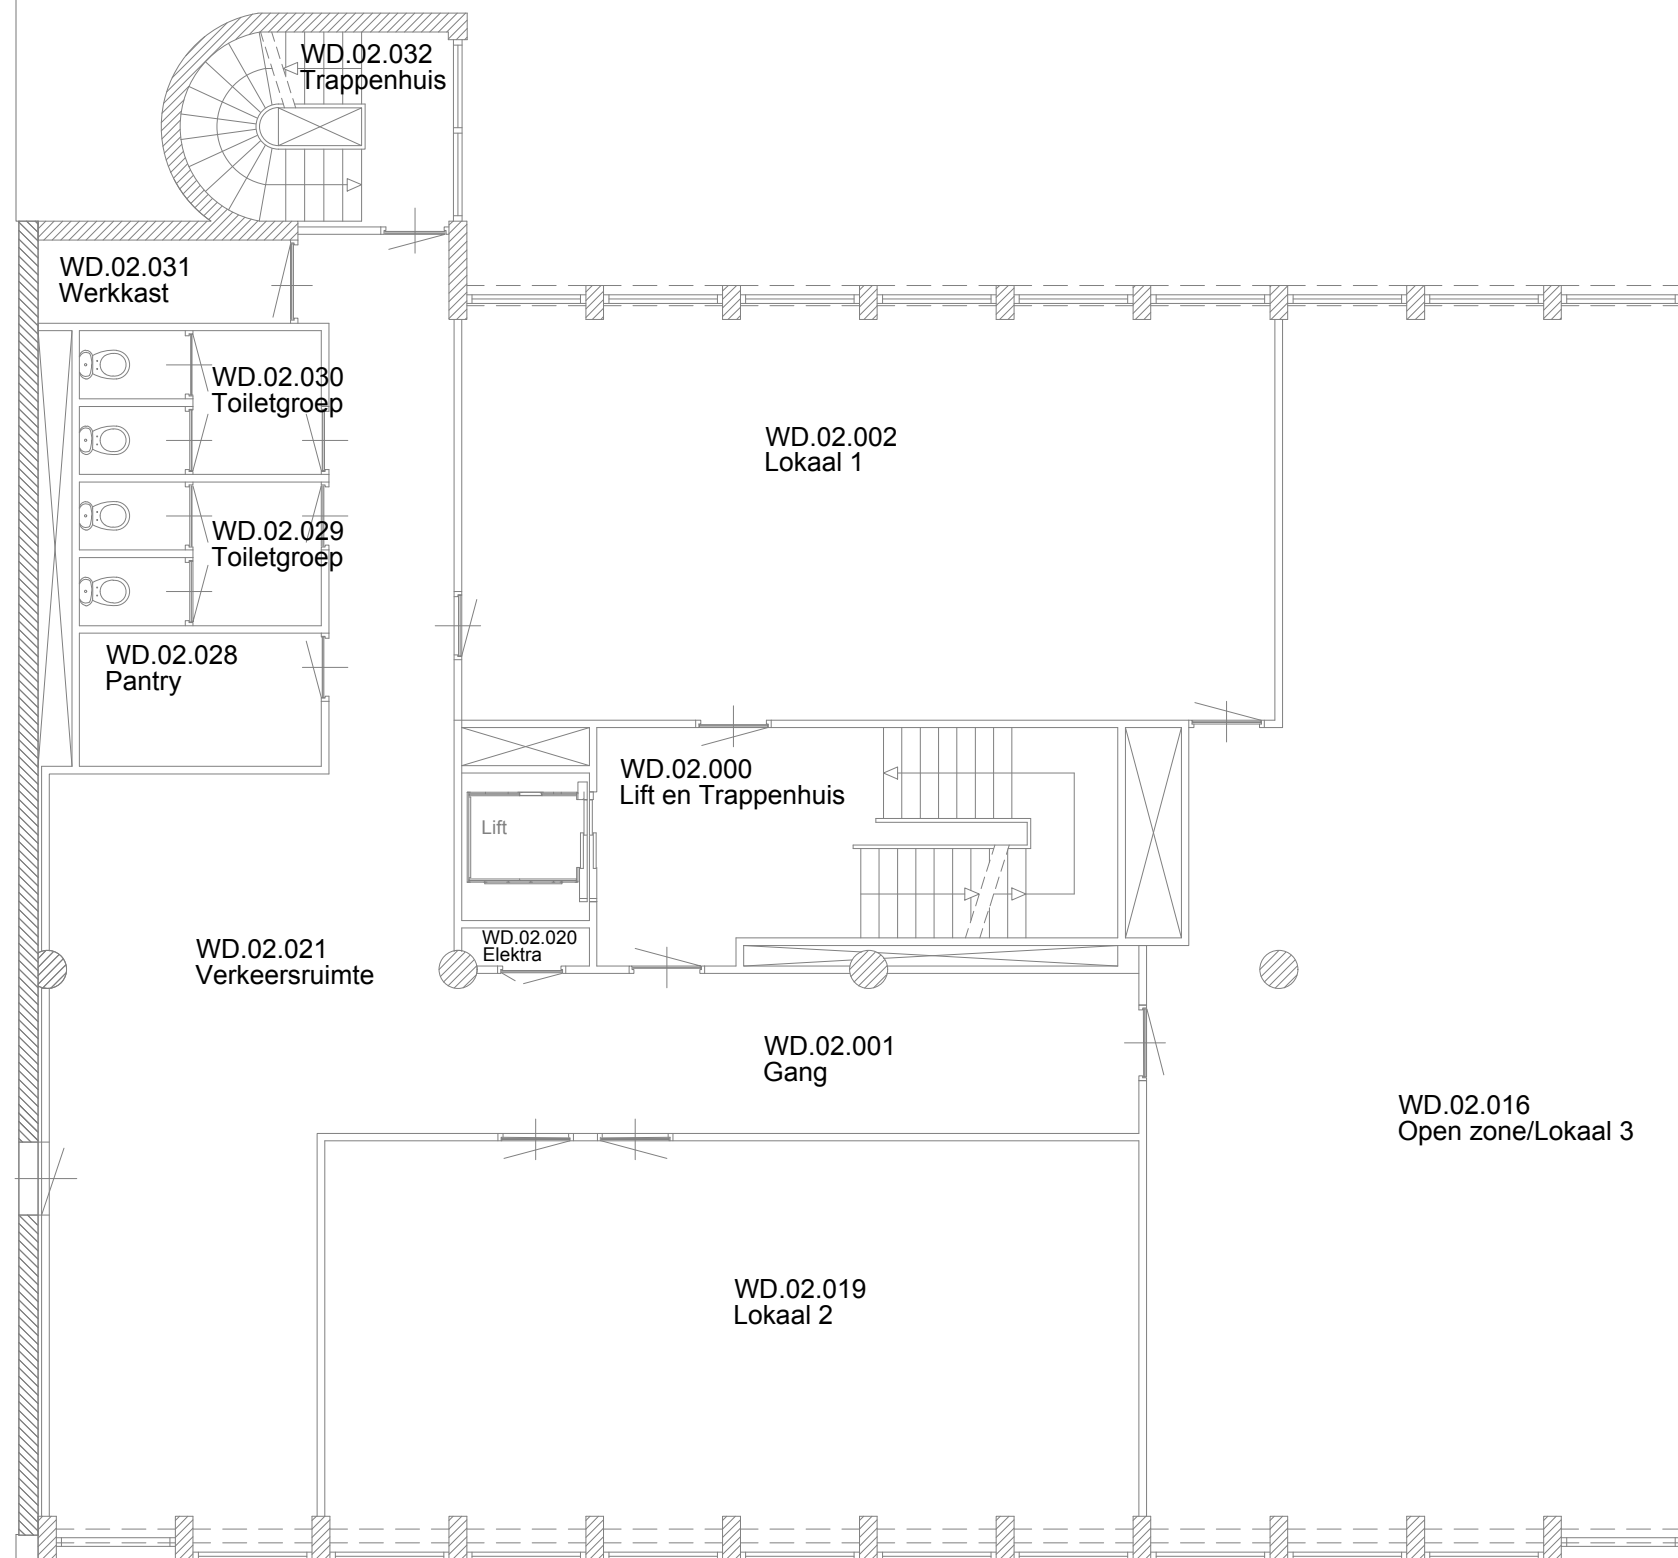 WD.02.032
Trappenhuis
WD.02.031
Werkkast
WD.02.030
Toiletgroep
WD.02.002
Lokaal 1
WD.02.029
Toiletgroep
WD.02.028
Pantry
WD.02.000
Lift en Trappenhuis
Lift
WD.02.020
Elektra
WD.02.021
Verkeersruimte
WD.02.001
Gang
WD.02.016
Open zone/Lokaal 3
WD.02.019
Lokaal 2